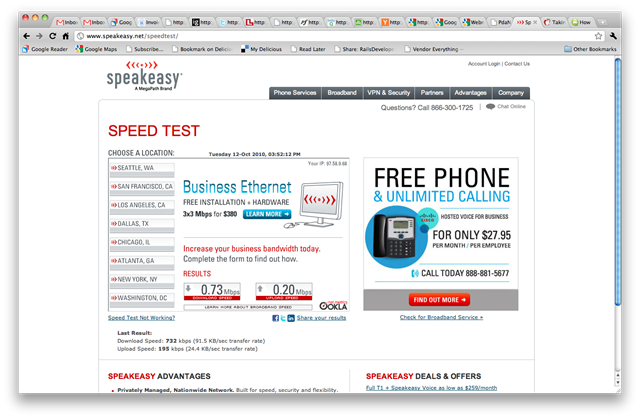 Inbo
Inbo
Goog
Invoi
http:
http:
http:
http:
http:
http:
http:
http:
Goog
Webr
PdaN
Sp
Takin
How
www.speakeasy.net/speedtest/
Google Reader
Google Maps
Subscribe...
Bookmark on Delici
My Delicious
Read Later
Share: RailsDevelop
Vendor Everything –
Other Bookmarks
speakeasy
A MegaPath Brand
Account Login | Contact Us
Phone Services
Broadband
VPN & Security
Partners
Advantages
Company
Questions? Call 866-300-1725 | Chat Online
SPEED TEST
CHOOSE A LOCATION:
Tuesday 12-Oct 2010, 03:52:12 PM
SEATTLE, WA
SAN FRANCISCO, CA
LOS ANGELES, CA
DALLAS, TX
CHICAGO, IL
ATLANTA, GA
NEW YORK, NY
WASHINGTON, DC
Your IP: 97.58.9.66
Business Ethernet
FREE INSTALLATION + HARDWARE
3x3 Mbps for $380 LEARN MORE
Increase your business bandwidth today.
Complete the form to find out how.
RESULTS
0.73 Mbps
DOWNLOAD SPEED
0.20 Mbps
UPLOAD SPEED
LEARN MORE ABOUT BROADBAND SPEED
OOKLA
Speed Test Not Working?
Share your results
Last Result:
Download Speed: 732 kbps (91.5 KB/sec transfer rate)
Upload Speed: 195 kbps (24.4 KB/sec transfer rate)
FREE PHONE
& UNLIMITED CALLING
CISCO
HOSTED VOICE FOR BUSINESS
FOR ONLY $27.95
PER MONTH / PER EMPLOYEE
CALL TODAY 888-881-5677
FIND OUT MORE
Check for Broadband Service »
SPEAKEASY ADVANTAGES
Privately Managed, Nationwide Network. Built for speed, security and flexibility.
SPEAKEASY DEALS & OFFERS
Full T1 + Speakeasy Voice as low as $259/month